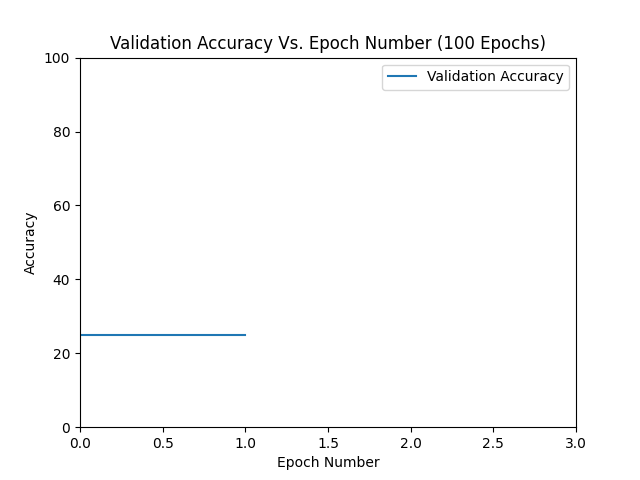 Validation Accuracy Vs. Epoch Number (100 Epochs)
Validation Accuracy
100
80
60
40
20
0
Accuracy
0.0 0.5 1.0 1.5 2.0 2.5 3.0
Epoch Number